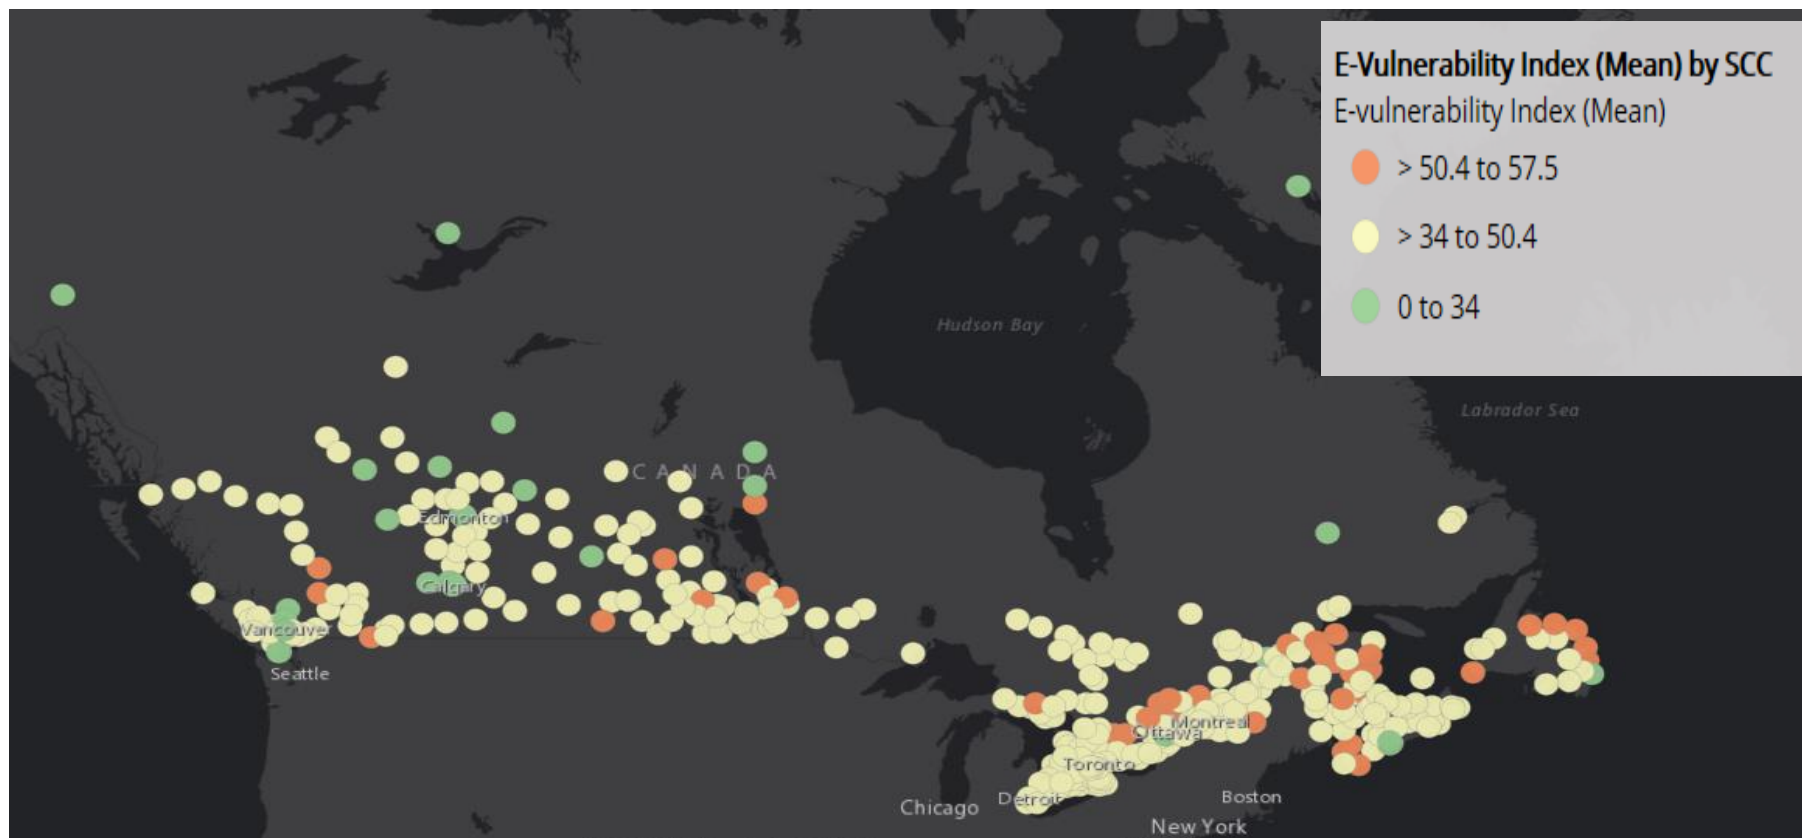 E-Vulnerability Index (Mean) by SCC
E-vulnerability Index (Mean)
> 50.4 to 57.5
> 34 to 50.4
0 to 34
Hudson Bay
Labrador Sea
CANADA
Edmonton
Calgary
Vancouver
Seattle
Montreal
Ottawa
Toronto
Detroit
Chicago
Boston
New York